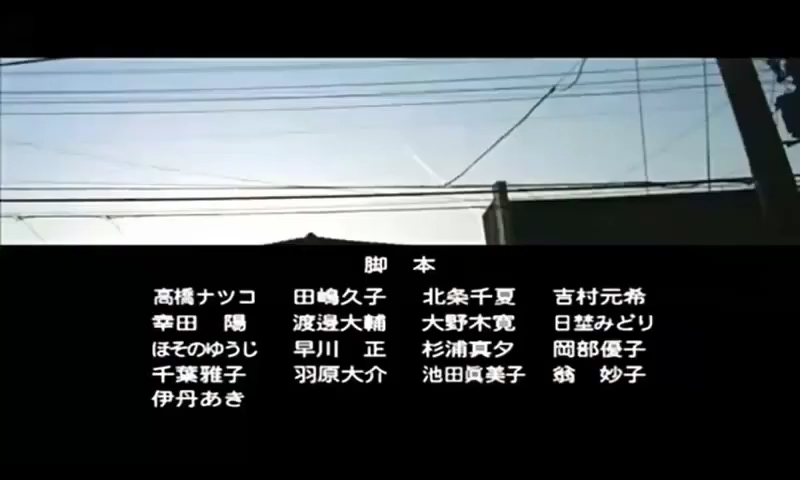 脚 本
高橋ナツコ 田嶋久子 北条千夏 吉村元希
幸田 陽 渡邊大輔 大野木寛 日埜みどり
ほそのゆうじ 早川 正 杉浦真夕 岡部優子
千葉雅子 羽原大介 池田眞美子 翁 妙子
伊丹あき